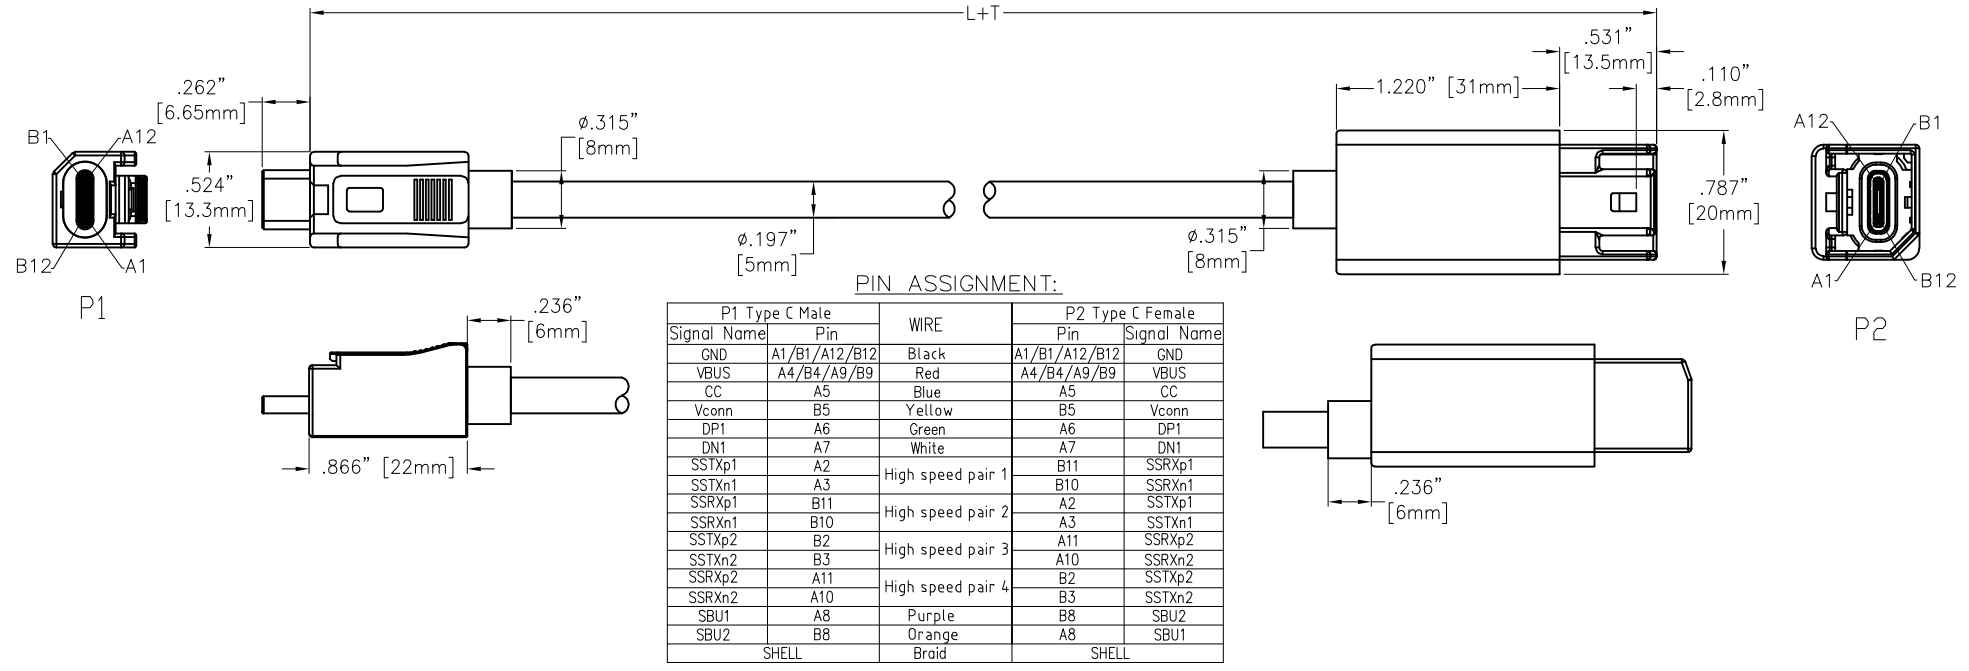 L+T
.531”
[13.5mm]
.262”
[6.65mm]
1.220” [31mm]
.110”
[2.8mm]
B1
A12
ø.315”
[8mm]
A12
B1
.524”
[13.3mm]
.787”
[20mm]
ø.197”
[5mm]
ø.315”
[8mm]
B12
A1
A1
B12
P1
P2
.236”
[6mm]
.866” [22mm]
.236”
[6mm]
PIN ASSIGNMENT:
P1 Type C Male WIRE P2 Type C Female
Signal Name Pin Pin Signal Name
GND A1/B1/A12/B12 Black A1/B1/A12/B12 GND
VBUS A4/B4/A9/B9 Red A4/B4/A9/B9 VBUS
CC A5 Blue A5 CC
Vconn B5 Yellow B5 Vconn
DP1 A6 Green A6 DP1
DN1 A7 White A7 DN1
SSTXp1 A2 High speed pair 1 B11 SSRXp1
SSTXn1 A3 B10 SSRXn1
SSRXp1 B11 High speed pair 2 A2 SSTXp1
SSRXn1 B10 A3 SSTXn1
SSTXp2 B2 High speed pair 3 A11 SSRXp2
SSTXn2 B3 A10 SSRXn2
SSRXp2 A11 High speed pair 4 B2 SSTXp2
SSRXn2 A10 B3 SSTXn2
SBU1 A8 Purple B8 SBU2
SBU2 B8 Orange A8 SBU1
SHELL Braid SHELL